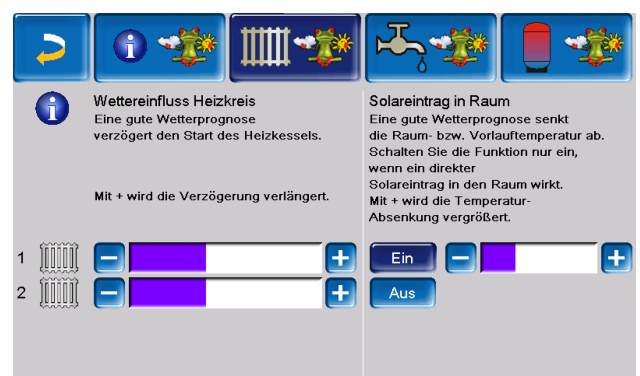 Wettereinfluss Heizkreis
Eine gute Wetterprognose
verzögert den Start des Heizkessels.
Mit + wird die Verzögerung verlängert.
Solareintrag in Raum
Eine gute Wetterprognose senkt
die Raum- bzw. Vorlauftemperatur ab.
Schalten Sie die Funktion nur ein,
wenn ein direkter
Solareintrag in den Raum wirkt.
Mit + wird die Temperatur-
Absenkung vergrößert.
1 − + Ein − +
2 − + Aus